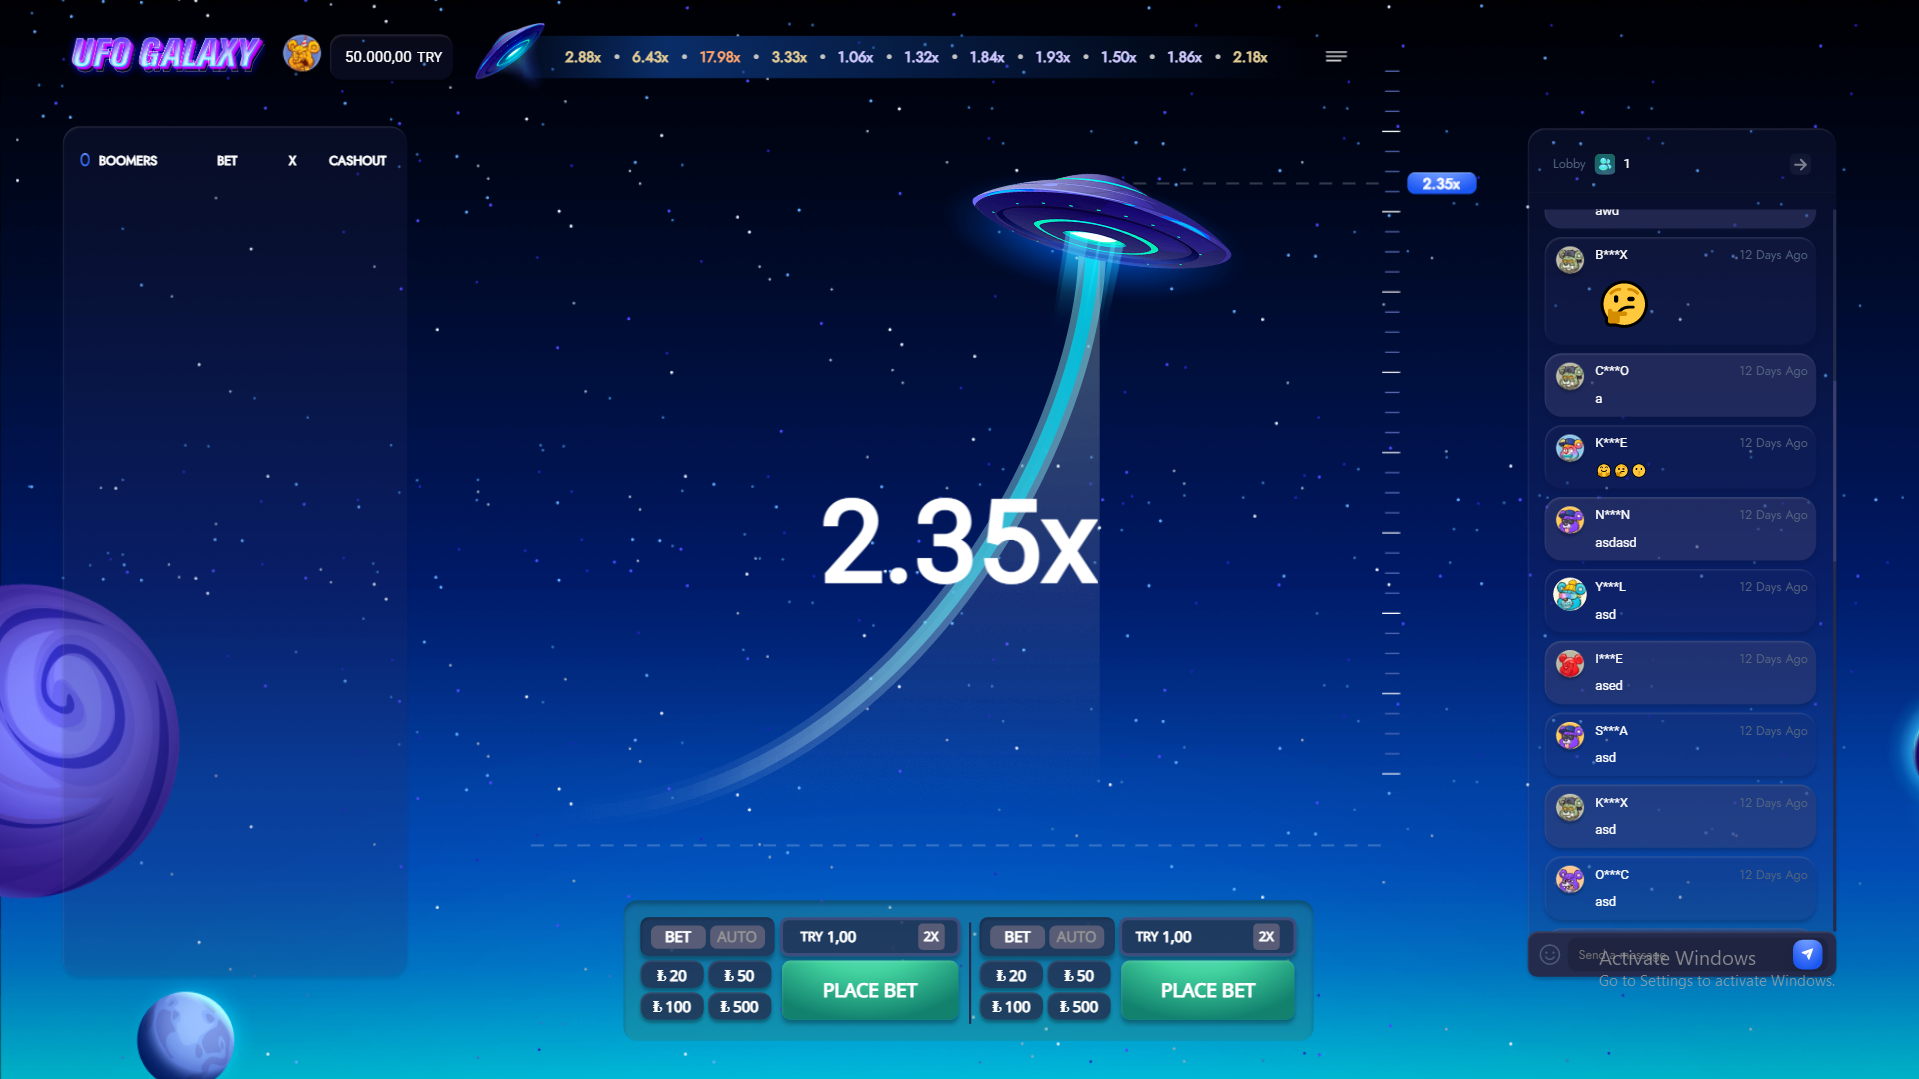 UFO GALAXY
50.000,00 TRY
2.88x • 6.43x • 17.98x • 3.33x • 1.06x • 1.32x • 1.84x • 1.93x • 1.50x • 1.86x • 2.18x
0 BOOMERS BET X CASHOUT
2.35x
2.35x
Lobby 1
awd
B***X 12 Days Ago
C***O 12 Days Ago
a
K***E 12 Days Ago
N***N 12 Days Ago
asdasd
Y***L 12 Days Ago
asd
I***E 12 Days Ago
ased
S***A 12 Days Ago
asd
K***X 12 Days Ago
asd
O***C 12 Days Ago
asd
Send a message
Activate Windows
Go to Settings to activate Windows.
BET AUTO TRY 1,00 2X
₺ 20 ₺ 50
₺ 100 ₺ 500
PLACE BET
BET AUTO TRY 1,00 2X
₺ 20 ₺ 50
₺ 100 ₺ 500
PLACE BET